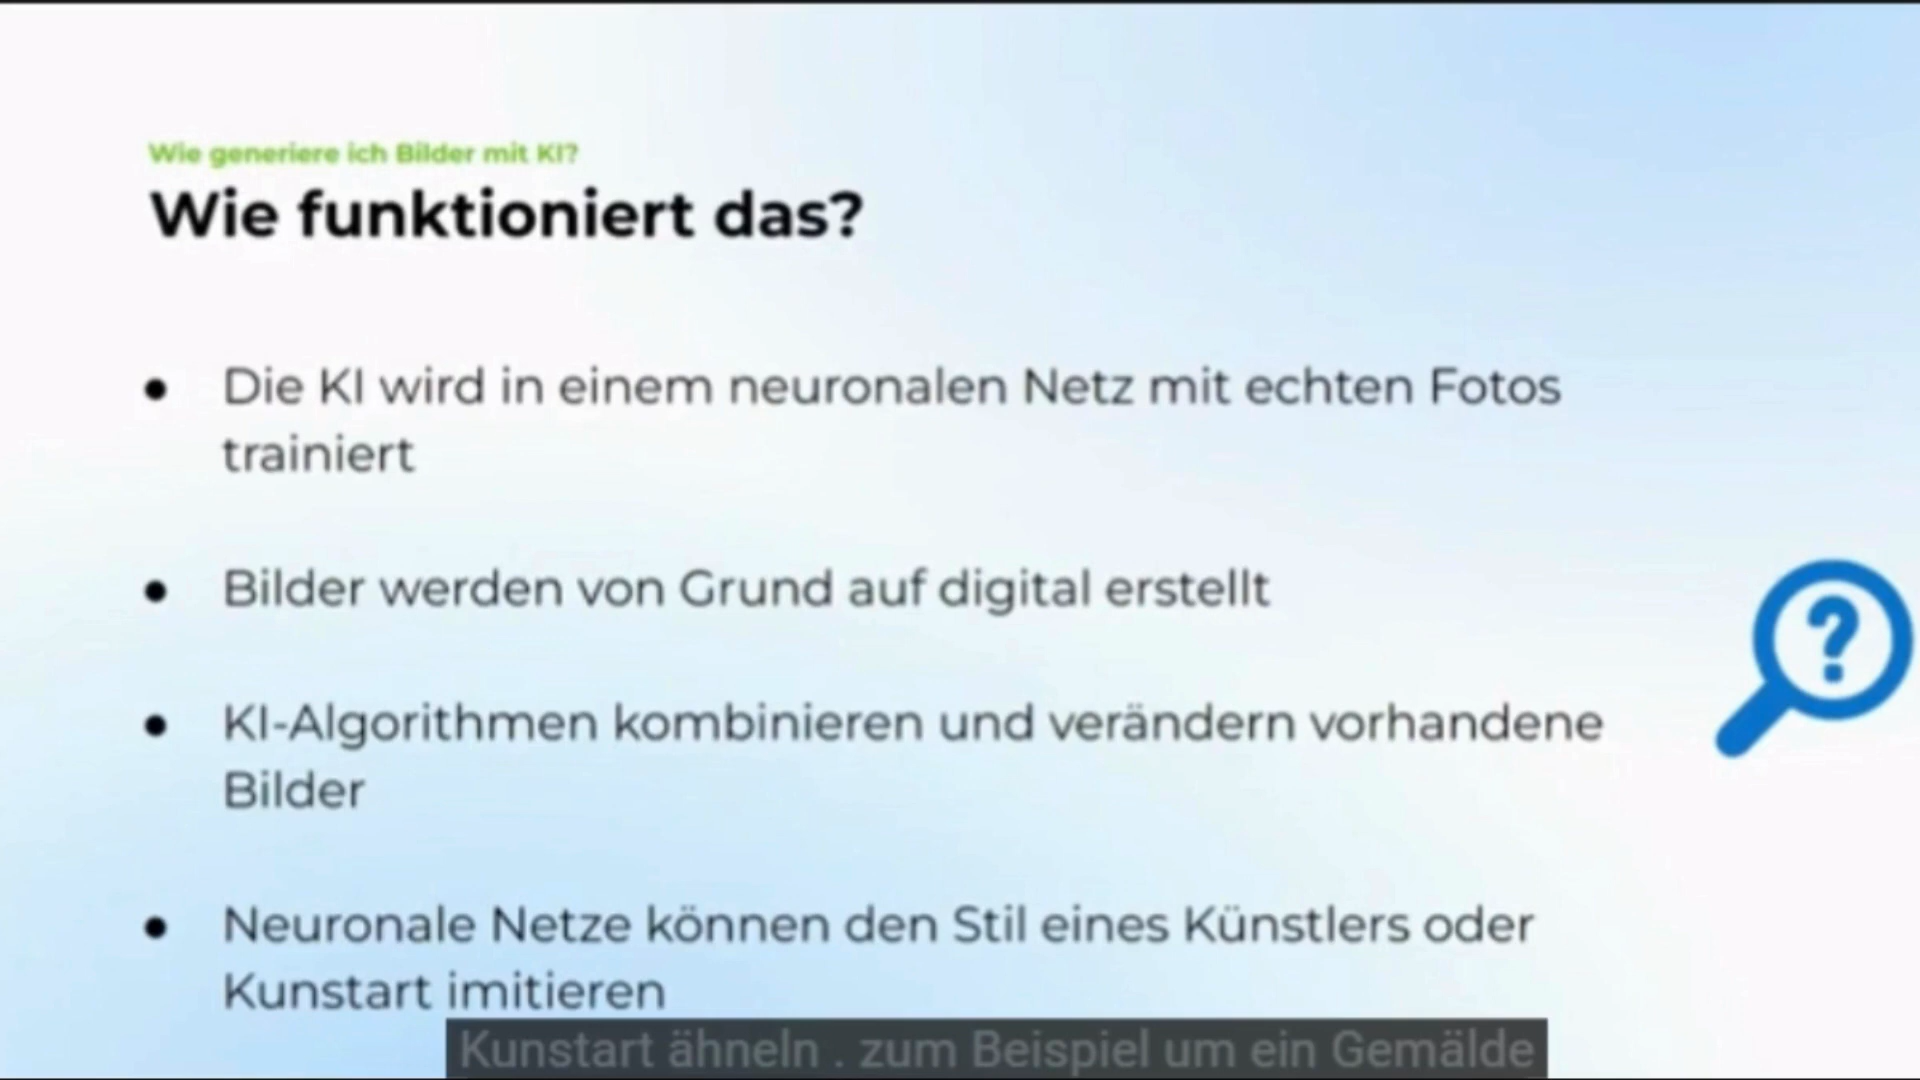 Wie generiere ich Bilder mit KI?
Wie funktioniert das?
● Die KI wird in einem neuronalen Netz mit echten Fotos
trainiert
● Bilder werden von Grund auf digital erstellt
● KI-Algorithmen kombinieren und verändern vorhandene
Bilder
● Neuronale Netze können den Stil eines Künstlers oder
Kunstart imitieren
?
Kunstart ähneln . zum Beispiel um ein Gemälde